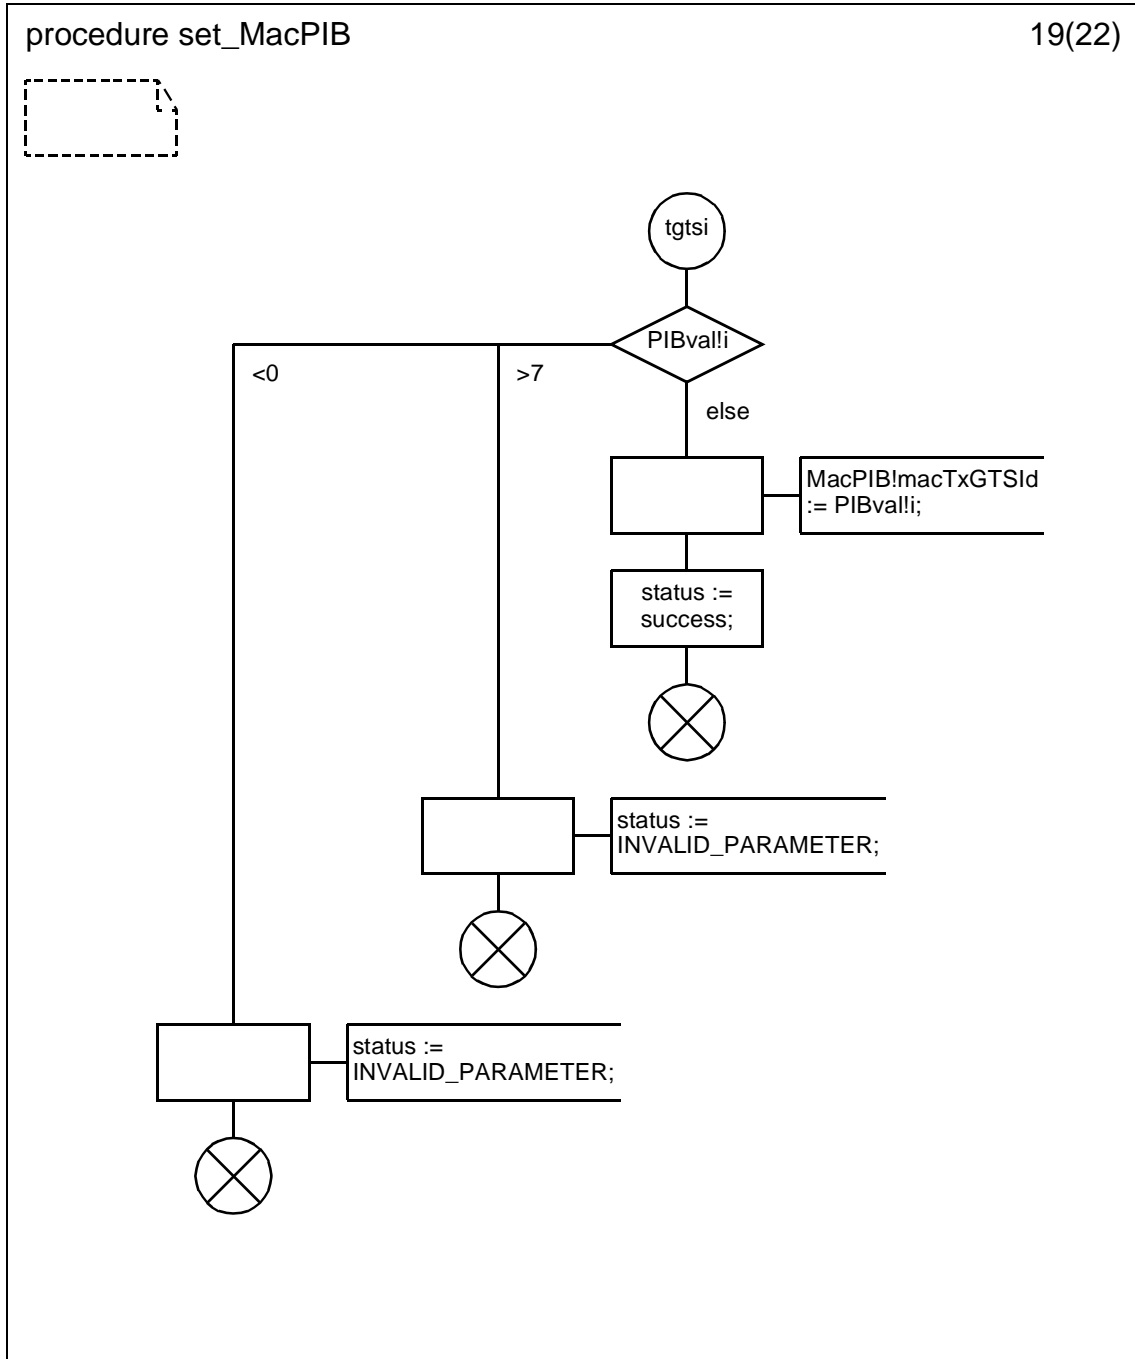 procedure set_MacPIB
19(22)
tgtsi
PIBval!i
<0
>7
else
MacPIB!macTxGTSId
:= PIBval!i;
status :=
success;
status :=
INVALID_PARAMETER;
status :=
INVALID_PARAMETER;